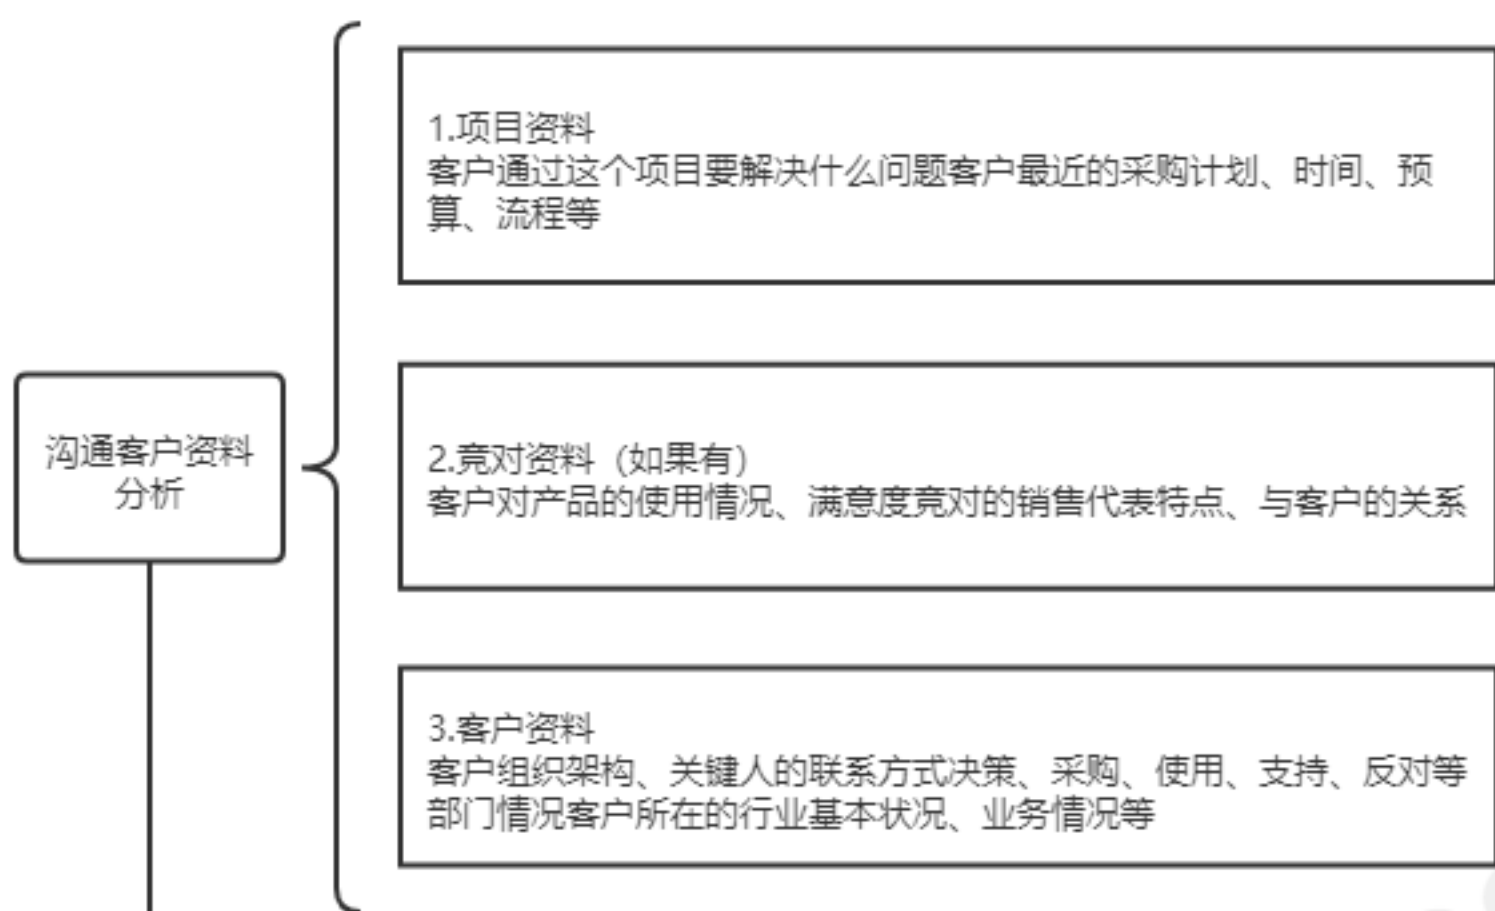 沟通客户资料
分析
1.项目资料
客户通过这个项目要解决什么问题客户最近的采购计划、时间、预
算、流程等
2.竞对资料（如果有）
客户对产品的使用情况、满意度竞对的销售代表特点、与客户的关系
3.客户资料
客户组织架构、关键人的联系方式决策、采购、使用、支持、反对等
部门情况客户所在的行业基本状况、业务情况等